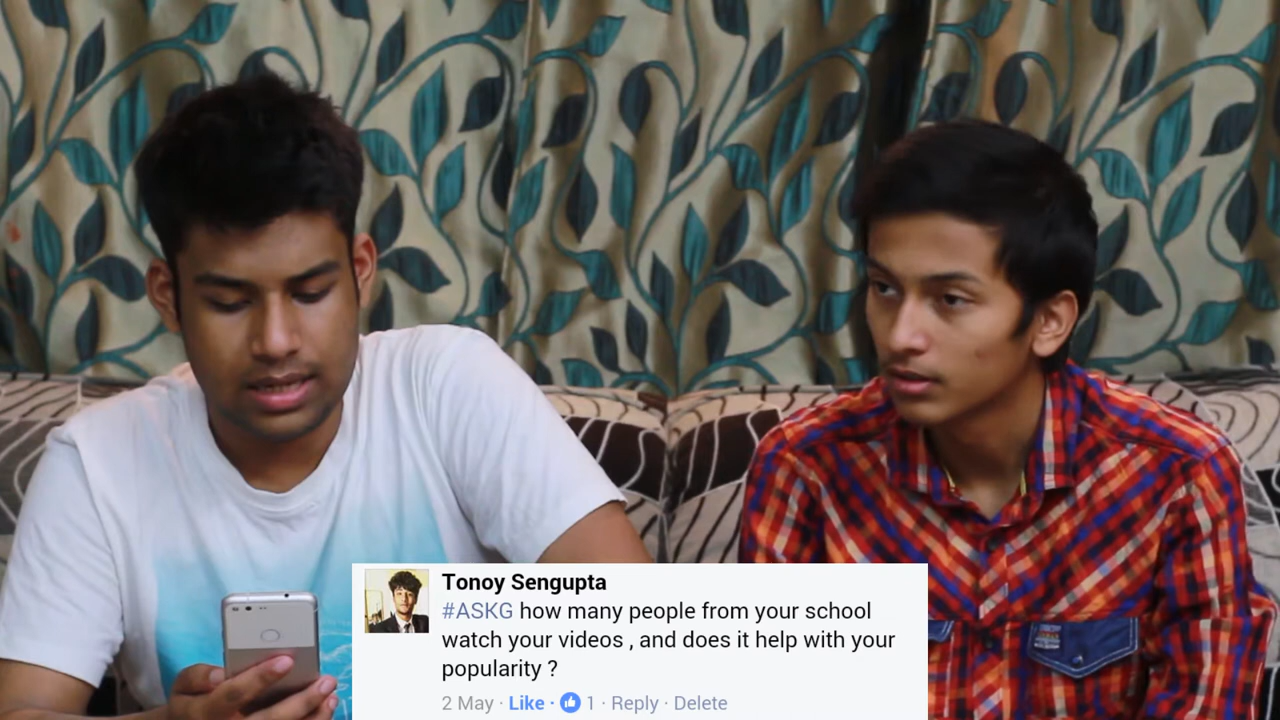 Tonoy Sengupta
#ASKG how many people from your school
watch your videos , and does it help with your
popularity ?
2 May · Like · 1 · Reply · Delete